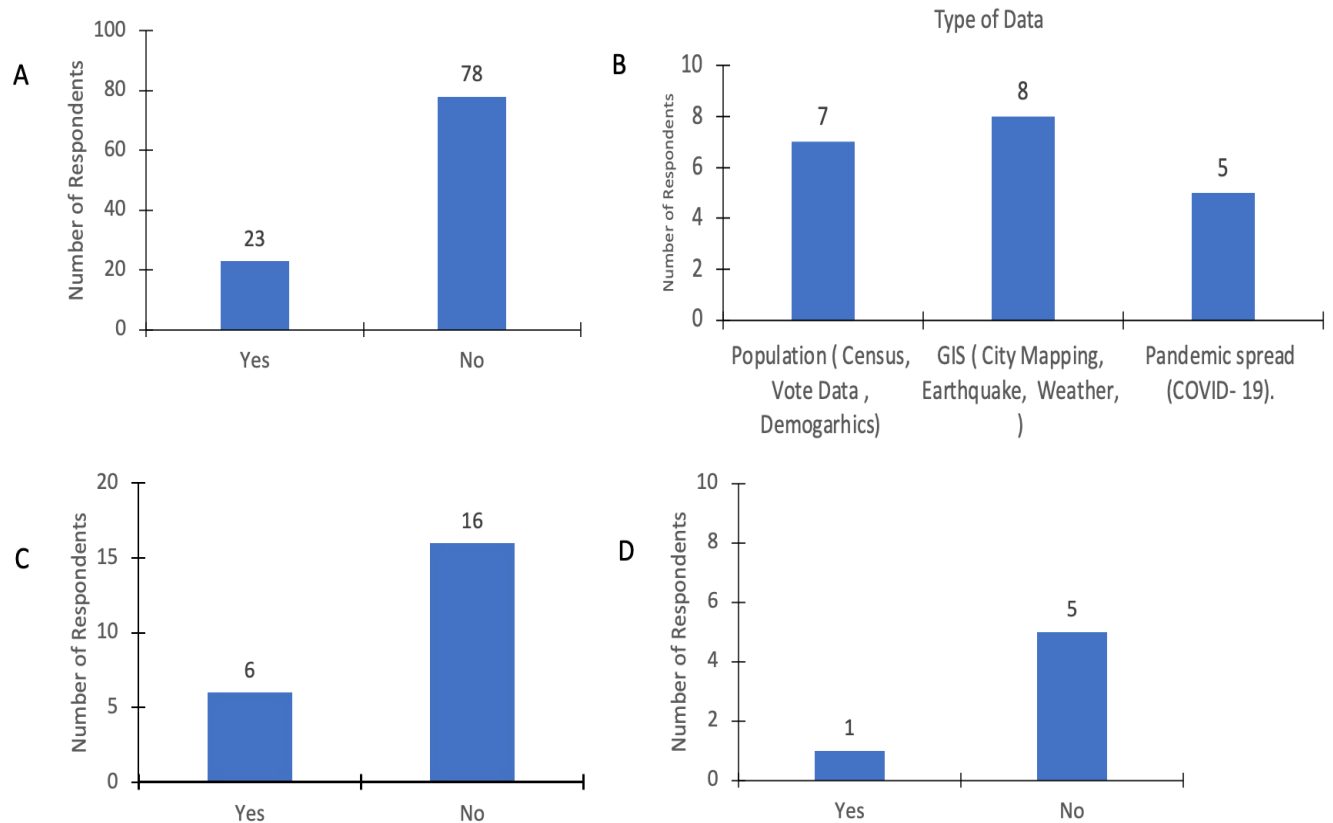 A
Number of Respondents
100
80
60
40
20
0
23
78
Yes
No
Type of Data
B
Number of Respondents
10
8
6
4
2
0
7
8
5
Population ( Census,
Vote Data ,
Demogarhics)
GIS ( City Mapping,
Earthquake, Weather,
)
Pandemic spread
(COVID- 19).
C
Number of Respondents
20
15
10
5
0
6
16
Yes
No
D
Number of Respondents
10
8
6
4
2
0
1
5
Yes
No